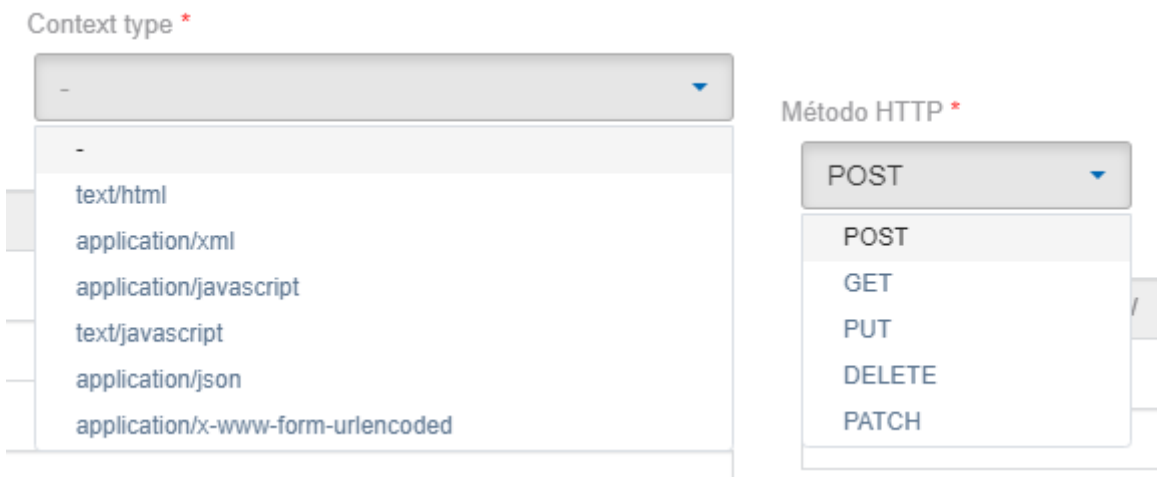 Context type *
-
-
text/html
application/xml
application/javascript
text/javascript
application/json
application/x-www-form-urlencoded
Método HTTP *
POST
POST
GET
PUT
DELETE
PATCH
/